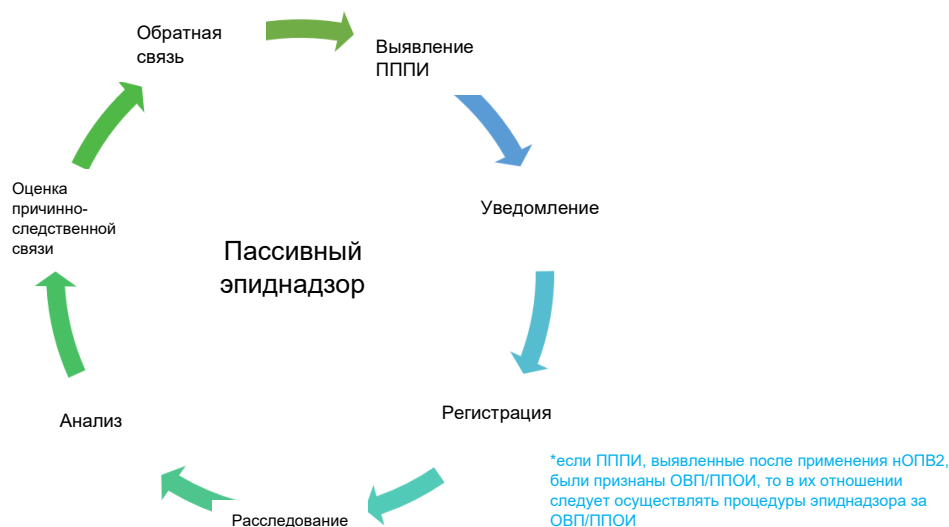 Обратная
связь
Выявление
ПППИ
Уведомление
Регистрация
*если ПППИ, выявленные после применения нОПВ2,
были признаны ОВП/ППОИ, то в их отношении
следует осуществлять процедуры эпиднадзора за
ОВП/ППОИ
Расследование
Анализ
Оценка
причинно-
следственной
связи
Пассивный
эпиднадзор